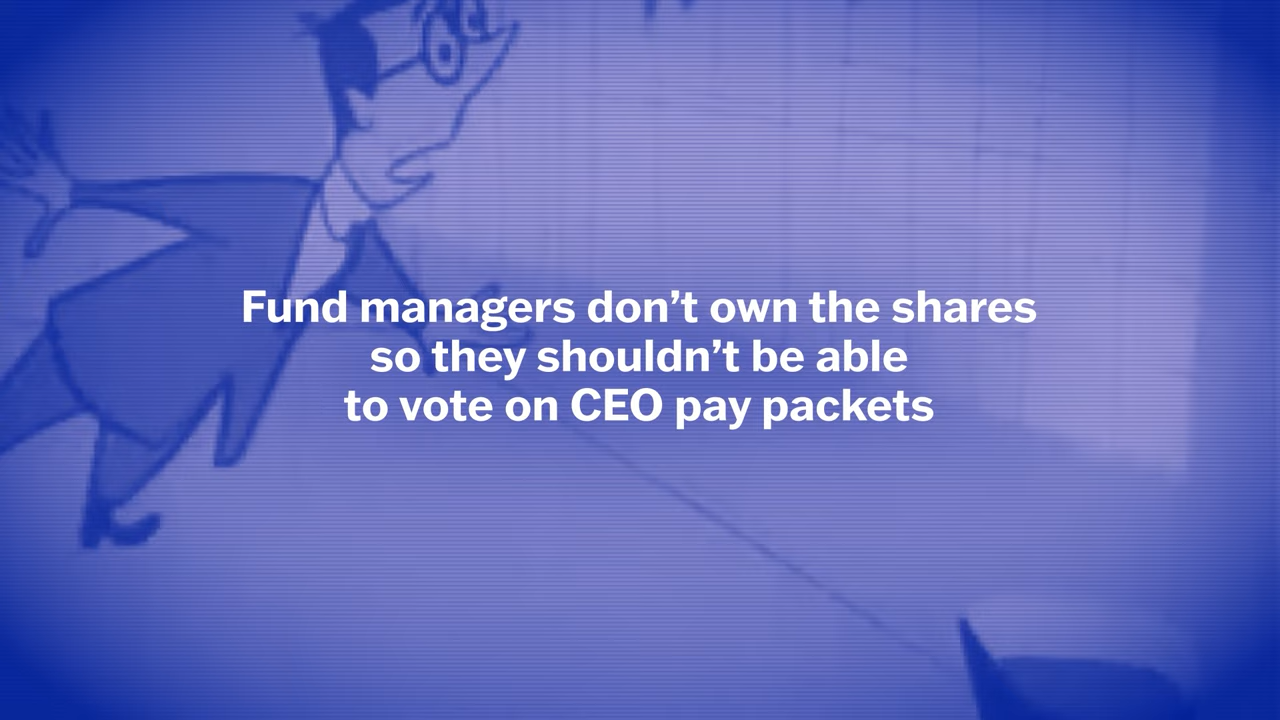 Fund managers don’t own the shares
so they shouldn’t be able
to vote on CEO pay packets